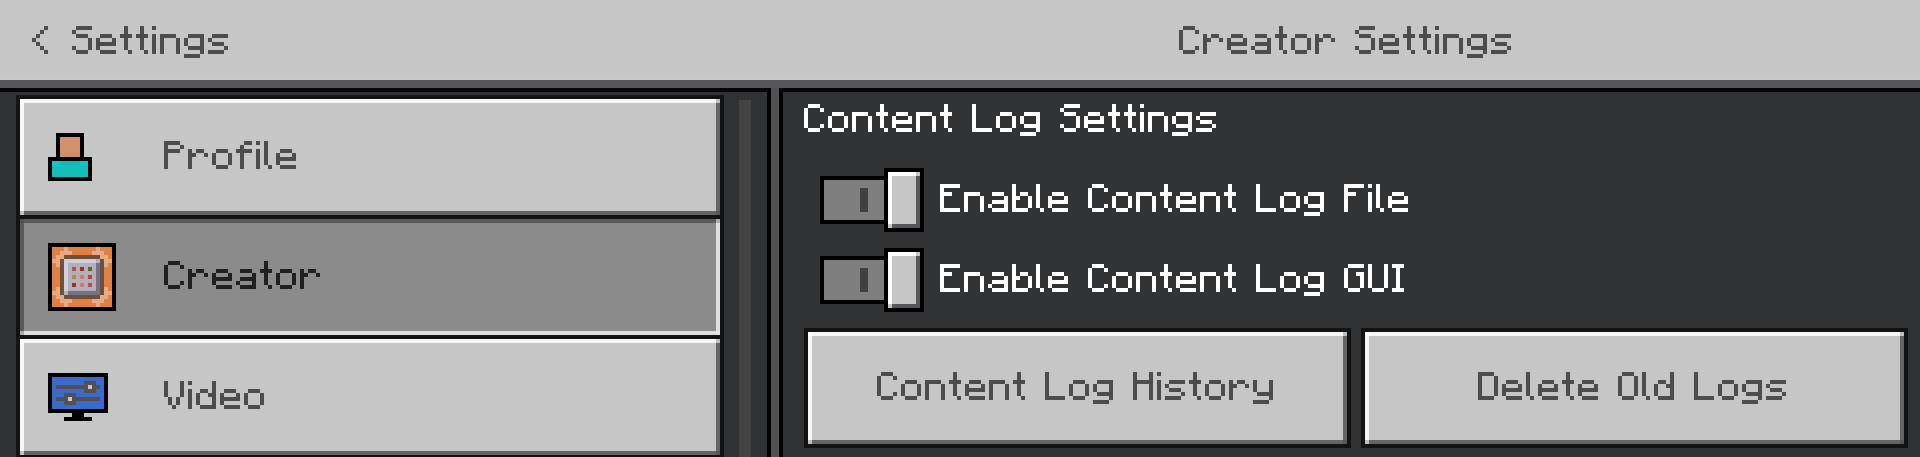 < Settings
Creator Settings
Profile
Creator
Video
Content Log Settings
Enable Content Log File
Enable Content Log GUI
Content Log History
Delete Old Logs